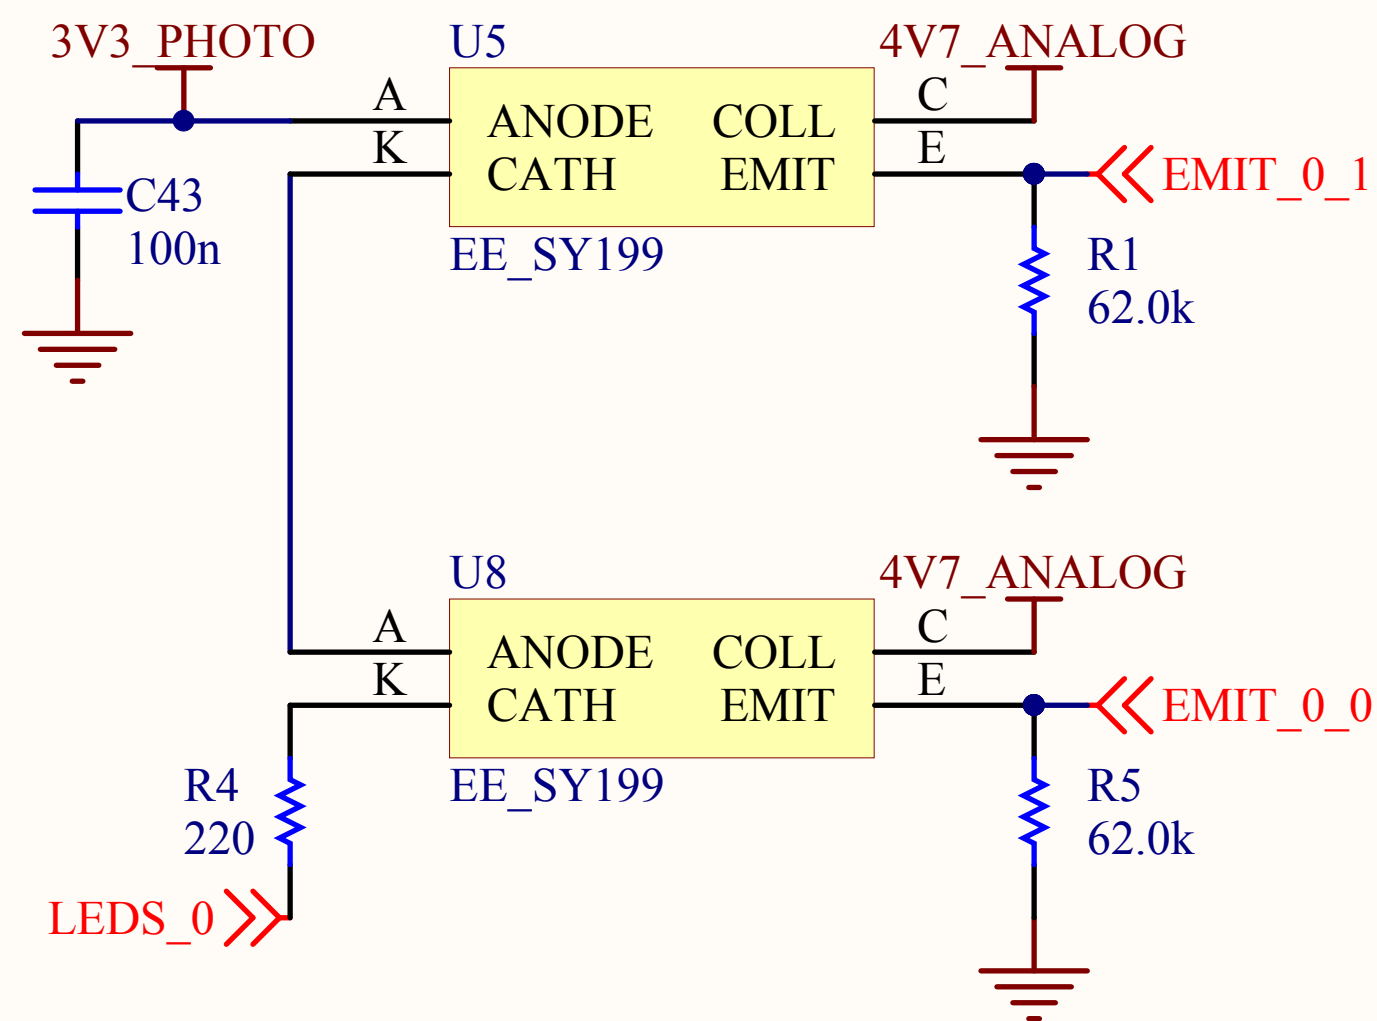 3V3_PHOTO
U5
4V7_ANALOG
A
ANODE
COLL
C
K
CATH
EMIT
E
EMIT_0_1
C43
100n
EE_SY199
R1
62.0k
U8
4V7_ANALOG
A
ANODE
COLL
C
K
CATH
EMIT
E
EMIT_0_0
R4
220
EE_SY199
R5
62.0k
LEDS_0